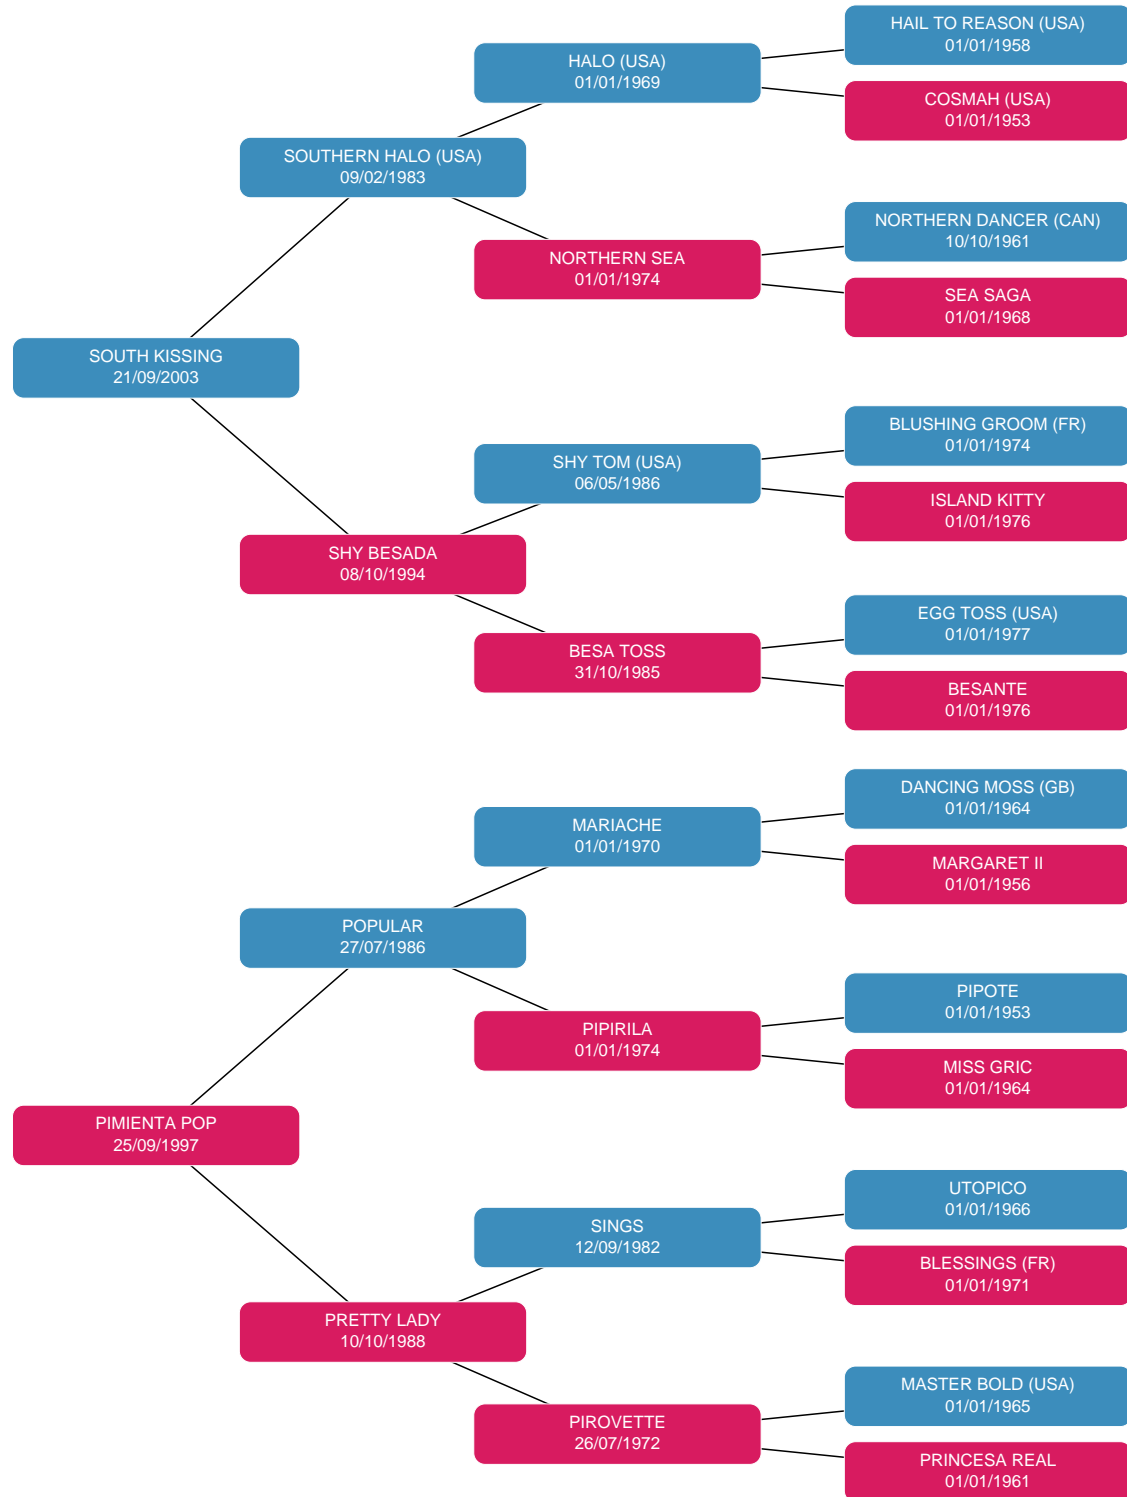 HAIL TO REASON (USA)
01/01/1958
HALO (USA)
01/01/1969
COSMAH (USA)
01/01/1953
SOUTHERN HALO (USA)
09/02/1983
NORTHERN DANCER (CAN)
10/10/1961
NORTHERN SEA
01/01/1974
SEA SAGA
01/01/1968
SOUTH KISSING
21/09/2003
BLUSHING GROOM (FR)
01/01/1974
SHY TOM (USA)
06/05/1986
ISLAND KITTY
01/01/1976
SHY BESADA
08/10/1994
EGG TOSS (USA)
01/01/1977
BESA TOSS
31/10/1985
BESANTE
01/01/1976
DANCING MOSS (GB)
01/01/1964
MARIACHE
01/01/1970
MARGARET II
01/01/1956
POPULAR
27/07/1986
PIPOTE
01/01/1953
PIPIRILA
01/01/1974
MISS GRIC
01/01/1964
PIMIENTA POP
25/09/1997
UTOPICO
01/01/1966
SINGS
12/09/1982
BLESSINGS (FR)
01/01/1971
PRETTY LADY
10/10/1988
MASTER BOLD (USA)
01/01/1965
PIROVETTE
26/07/1972
PRINCESA REAL
01/01/1961